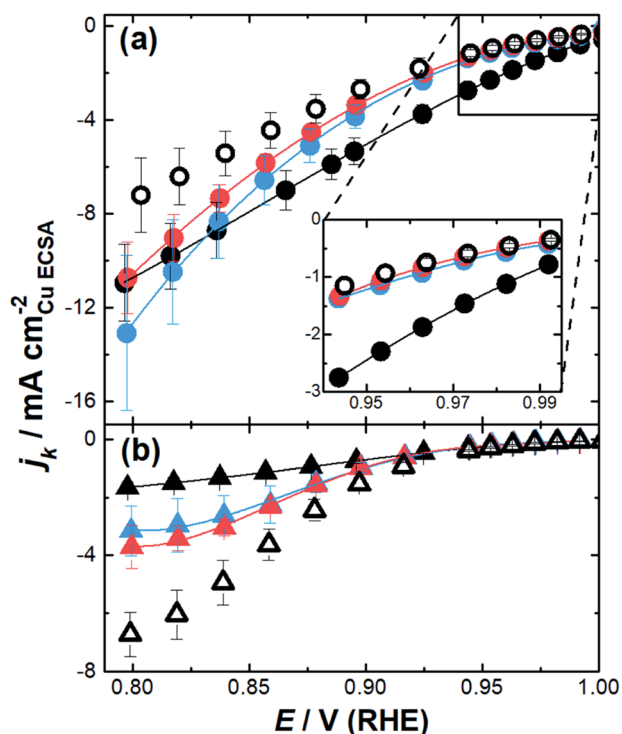 (a)
0
-4
-8
-12
-16
0
-1
-2
-3
0.95 0.97 0.99
j_k / mA cm⁻²_Cu ECSA
(b)
0
-4
-8
0.80 0.85 0.90 0.95 1.00
E / V (RHE)